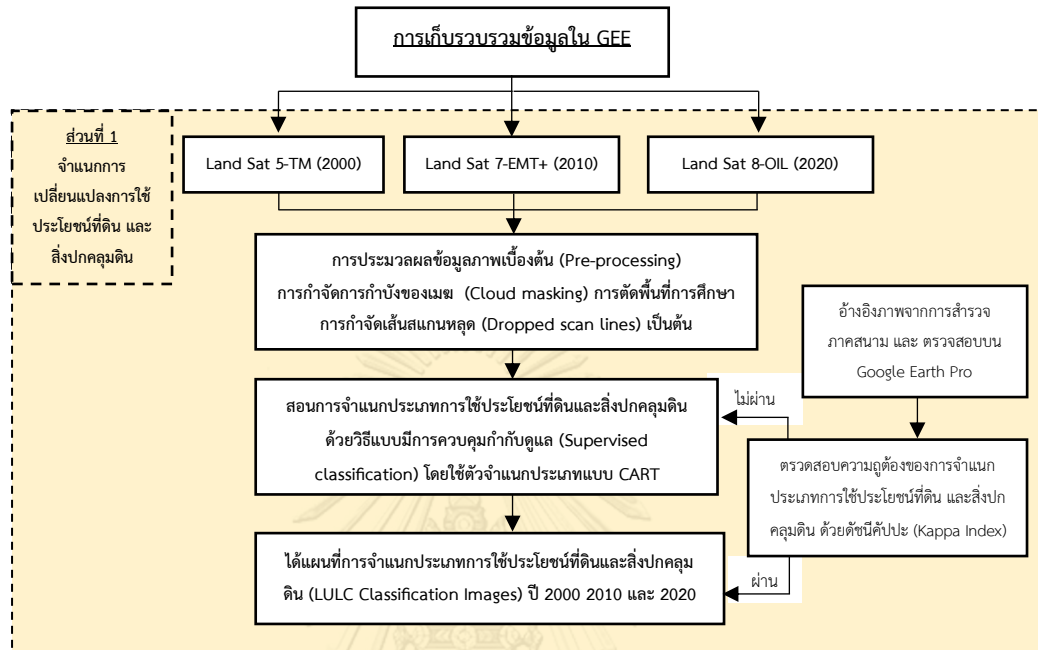 การเก็บรวบรวมข้อมูลใน GEE
ส่วนที่ 1
จำแนกการ
เปลี่ยนแปลงการใช้
ประโยชน์ที่ดิน และ
สิ่งปกคลุมดิน
Land Sat 5-TM (2000)
Land Sat 7-EMT+ (2010)
Land Sat 8-OIL (2020)
การประมวลผลข้อมูลภาพเบื้องต้น (Pre-processing)
การกำจัดการกำบังของเมฆ (Cloud masking) การตัดพื้นที่การศึกษา
การกำจัดเส้นสแกนหลุด (Dropped scan lines) เป็นต้น
อ้างอิงภาพจากการสำรวจ
ภาคสนาม และ ตรวจสอบบน
Google Earth Pro
สอนการจำแนกประเภทการใช้ประโยชน์ที่ดินและสิ่งปกคลุมดิน
ด้วยวิธีแบบมีการควบคุมกำกับดูแล (Supervised
classification) โดยใช้ตัวจำแนกประเภทแบบ CART
ไม่ผ่าน
ตรวดสอบความถูต้องของการจำแนก
ประเภทการใช้ประโยชน์ที่ดิน และสิ่งปก
คลุมดิน ด้วยดัชนีคัปปะ (Kappa Index)
ผ่าน
ได้แผนที่การจำแนกประเภทการใช้ประโยชน์ที่ดินและสิ่งปกคลุม
ดิน (LULC Classification Images) ปี 2000 2010 และ 2020